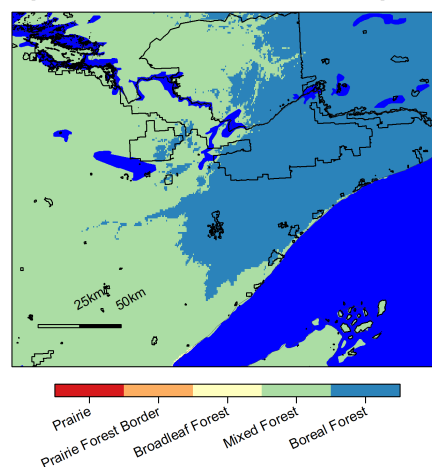 25km
50km
Prairie
Prairie Forest Border
Broadleaf Forest
Mixed Forest
Boreal Forest